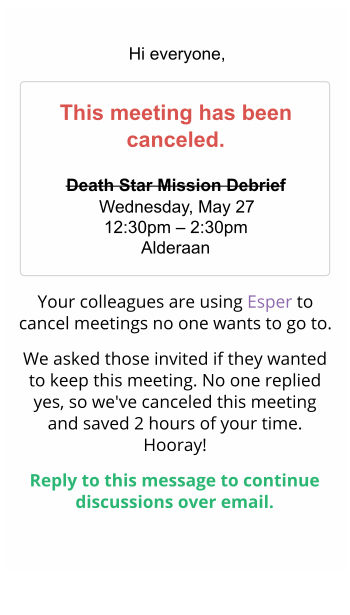 Hi everyone,
This meeting has been
canceled.
Death Star Mission Debrief
Wednesday, May 27
12:30pm – 2:30pm
Alderaan
Your colleagues are using Esper to
cancel meetings no one wants to go to.
We asked those invited if they wanted
to keep this meeting. No one replied
yes, so we've canceled this meeting
and saved 2 hours of your time.
Hooray!
Reply to this message to continue
discussions over email.